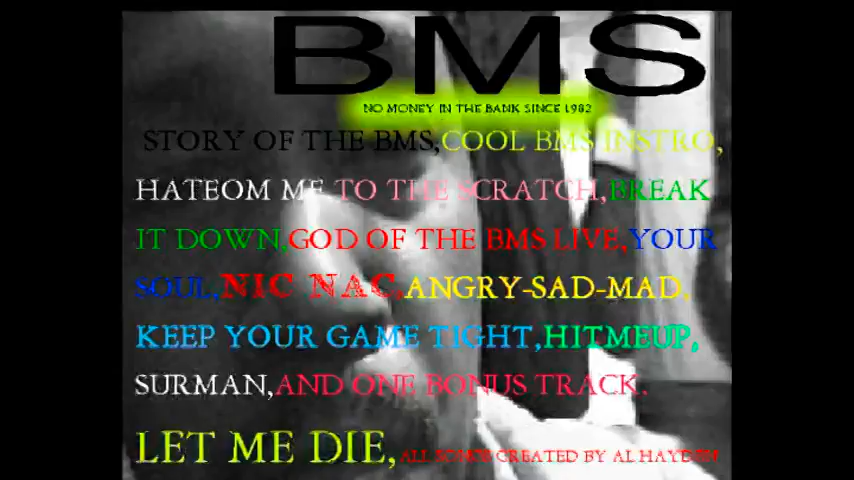 BMS
NO MONEY IN THE BANK SINCE 1982
STORY OF THE BMS,COOL BMS INSTRO,
HATEOM ME TO THE SCRATCH,BREAK
IT DOWN,GOD OF THE BMS LIVE,YOUR
SOUL,NIC NAC,ANGRY-SAD-MAD,
KEEP YOUR GAME TIGHT,HITMEUP,
SURMAN,AND ONE BONUS TRACK.
LET ME DIE,ALL SONGS CREATED BY AL HAYDEN